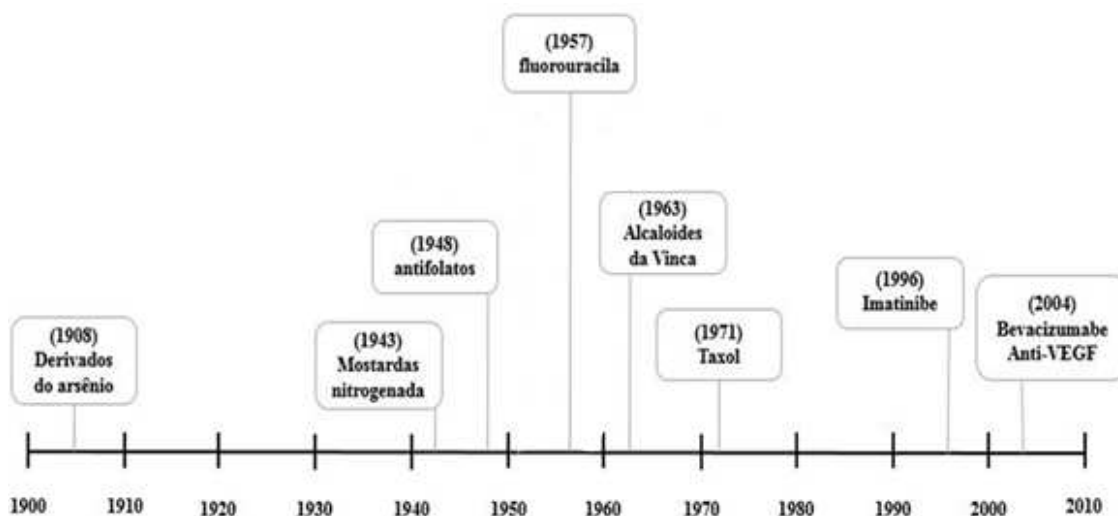 (1957)
fluorouracila
(1963)
Alcaloides
da Vinca
(1948)
antifolatos
(1996)
Imatinibe
(2004)
Bevacizumabe
Anti-VEGF
(1908)
Derivados
do arsênio
(1943)
Mostardas
nitrogenada
(1971)
Taxol
1900 1910 1920 1930 1940 1950 1960 1970 1980 1990 2000 2010